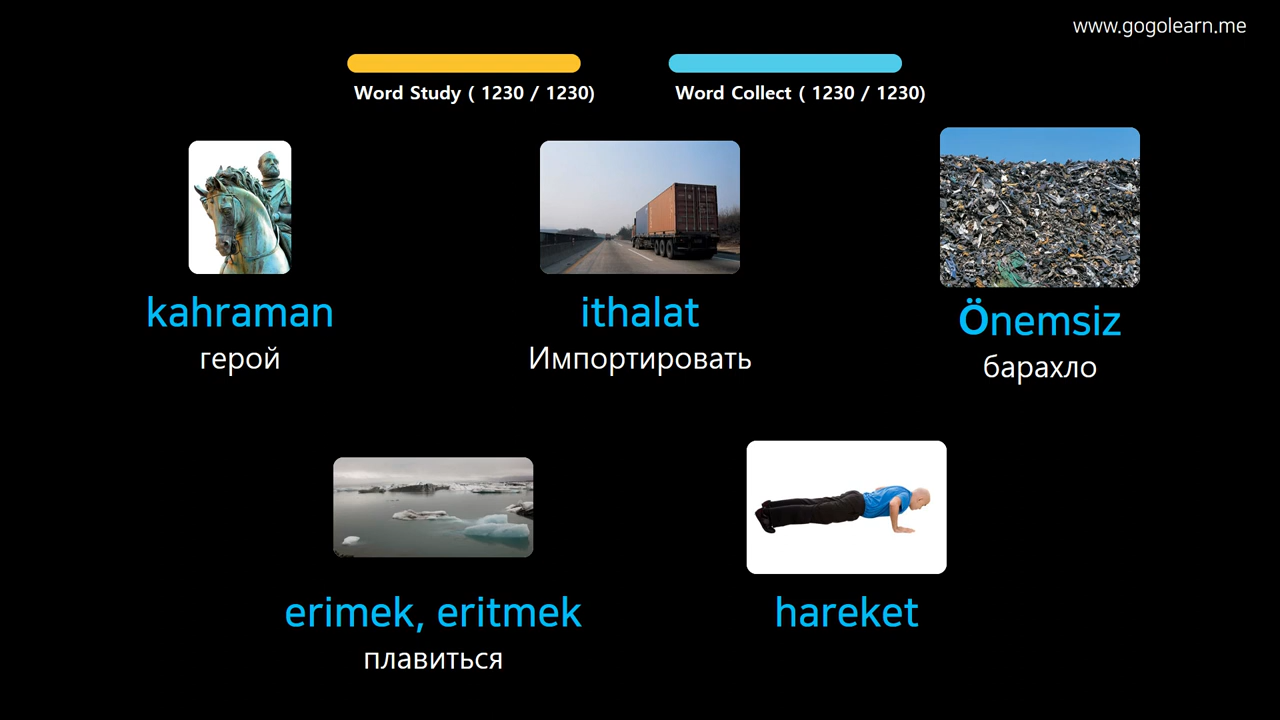 www.gogolearn.me
Word Study ( 1230 / 1230)
Word Collect ( 1230 / 1230)
kahraman
герой
ithalat
Импортировать
Önemsiz
барахло
erimek, eritmek
плавиться
hareket